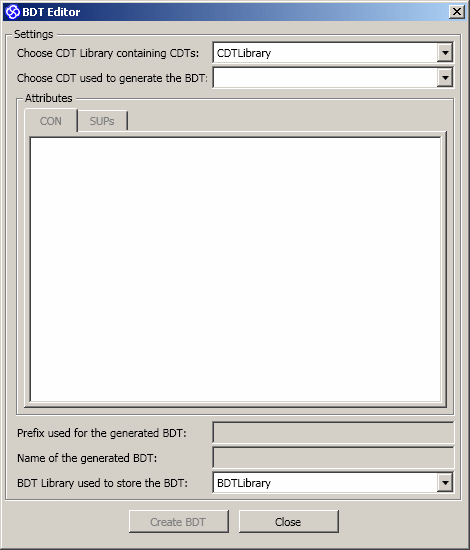 BDT Editor
Settings
Choose CDT Library containing CDTs: CDTLibrary
Choose CDT used to generate the BDT:
Attributes
CON SUPs
Prefix used for the generated BDT:
Name of the generated BDT:
BDT Library used to store the BDT: BDTLibrary
Create BDT Close